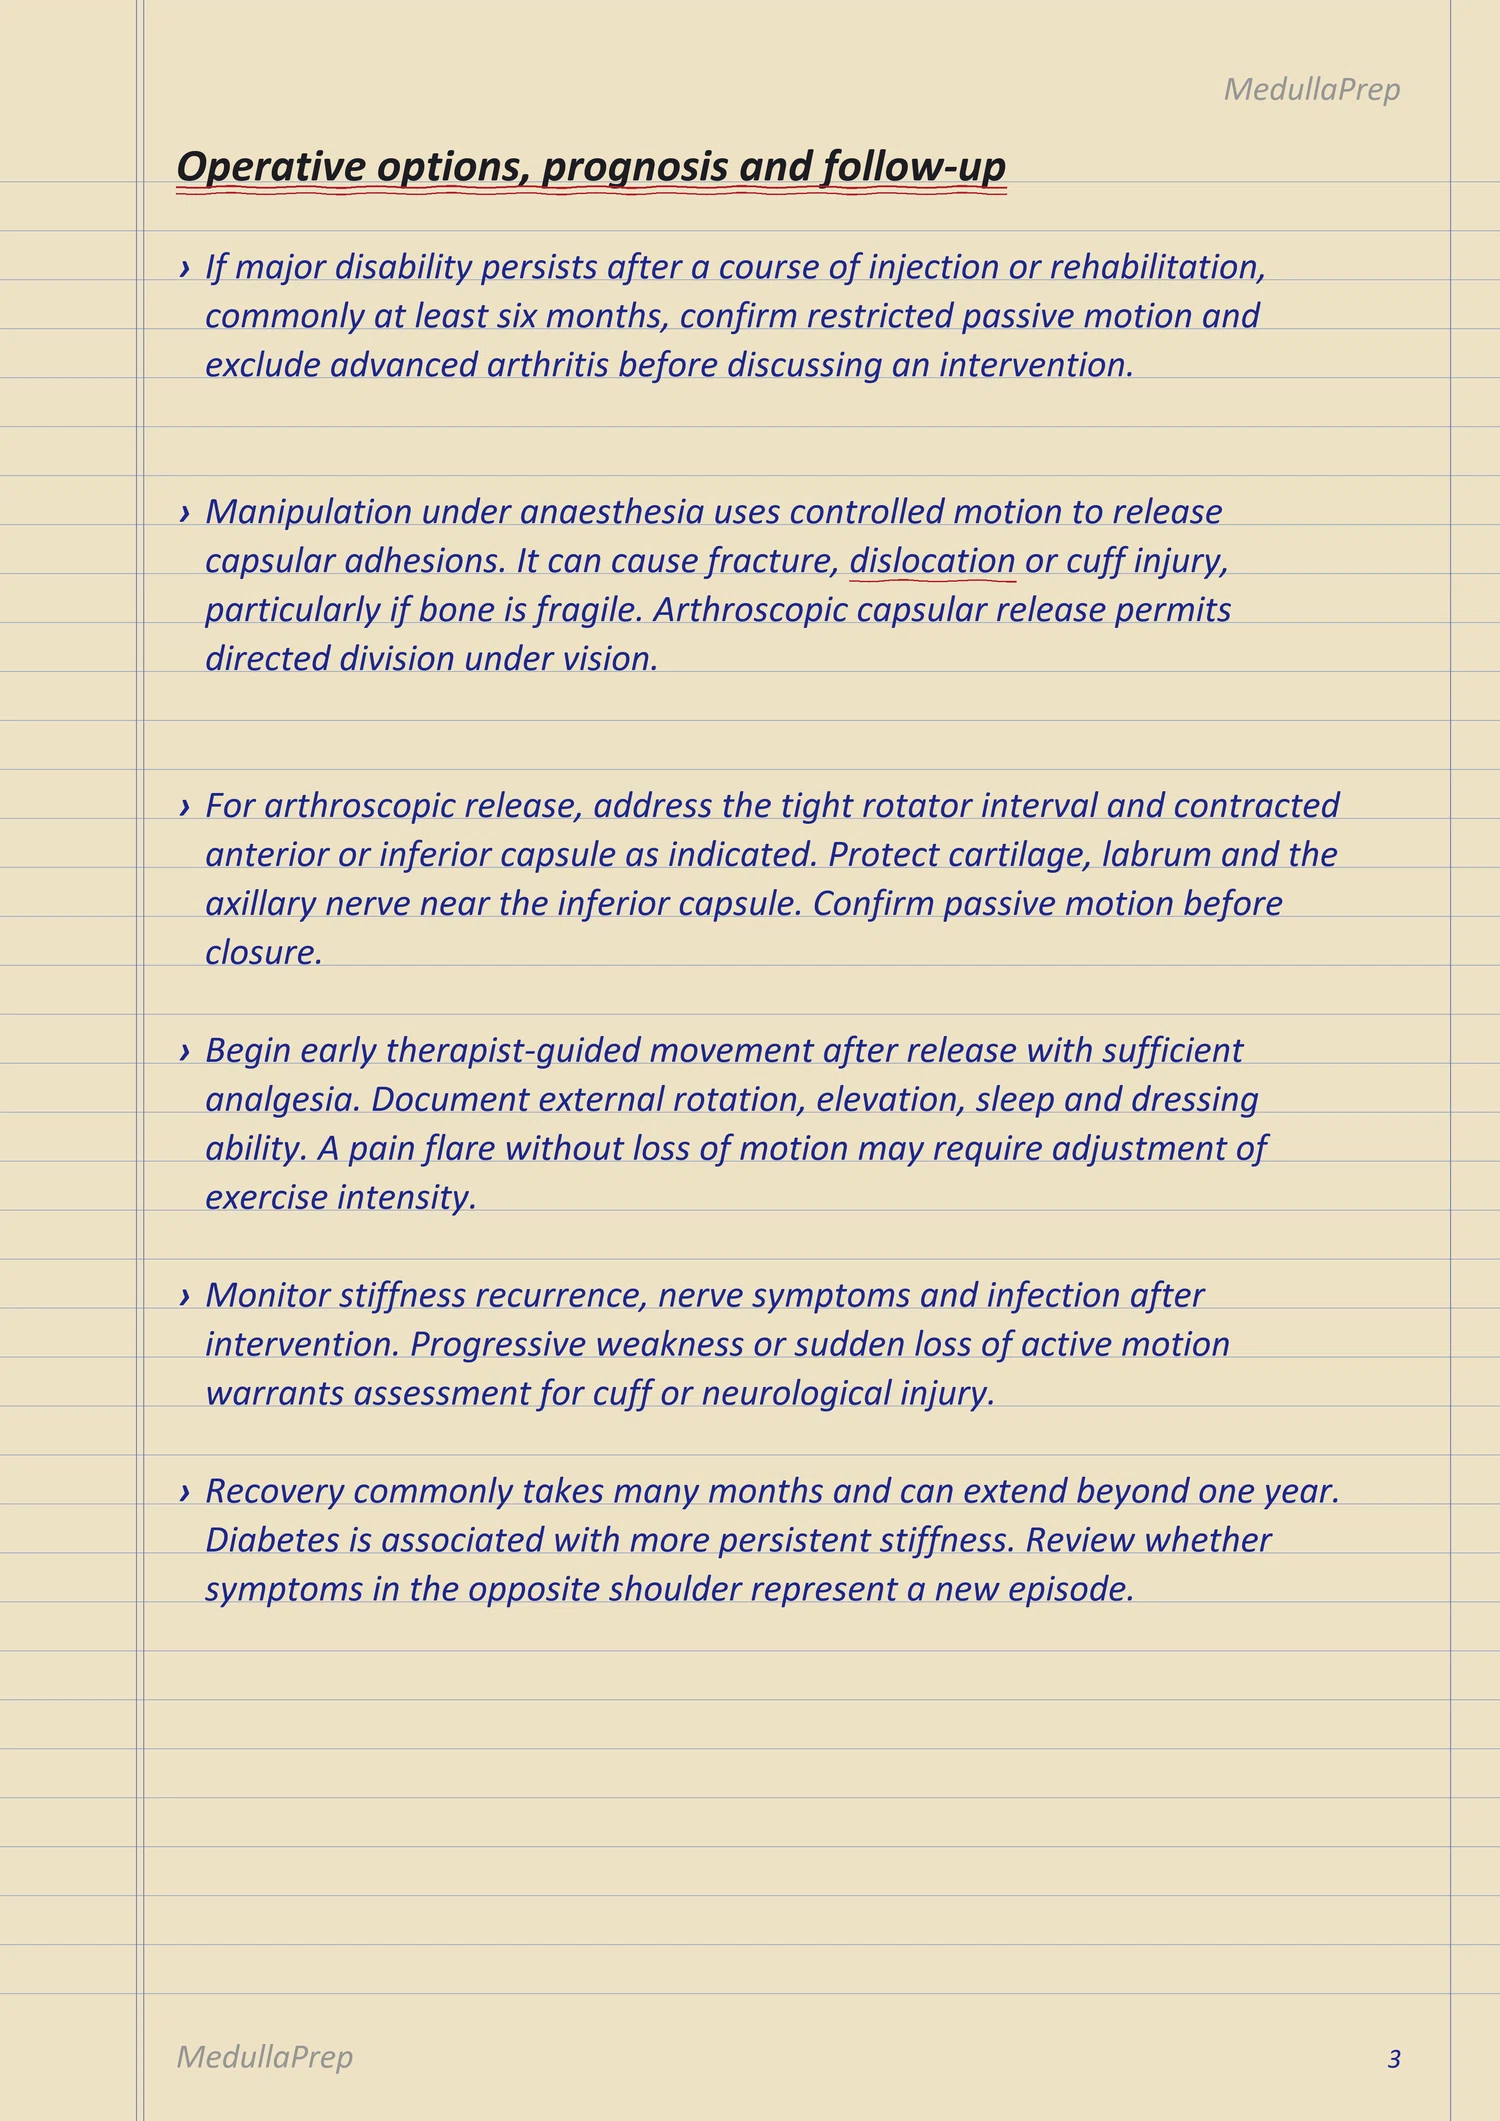 MedullaPrep
Operative options, prognosis and follow-up
› If major disability persists after a course of injection or rehabilitation,
commonly at least six months, confirm restricted passive motion and
exclude advanced arthritis before discussing an intervention.
› Manipulation under anaesthesia uses controlled motion to release
capsular adhesions. It can cause fracture, dislocation or cuff injury,
particularly if bone is fragile. Arthroscopic capsular release permits
directed division under vision.
› For arthroscopic release, address the tight rotator interval and contracted
anterior or inferior capsule as indicated. Protect cartilage, labrum and the
axillary nerve near the inferior capsule. Confirm passive motion before
closure.
› Begin early therapist-guided movement after release with sufficient
analgesia. Document external rotation, elevation, sleep and dressing
ability. A pain flare without loss of motion may require adjustment of
exercise intensity.
› Monitor stiffness recurrence, nerve symptoms and infection after
intervention. Progressive weakness or sudden loss of active motion
warrants assessment for cuff or neurological injury.
› Recovery commonly takes many months and can extend beyond one year.
Diabetes is associated with more persistent stiffness. Review whether
symptoms in the opposite shoulder represent a new episode.
MedullaPrep
3